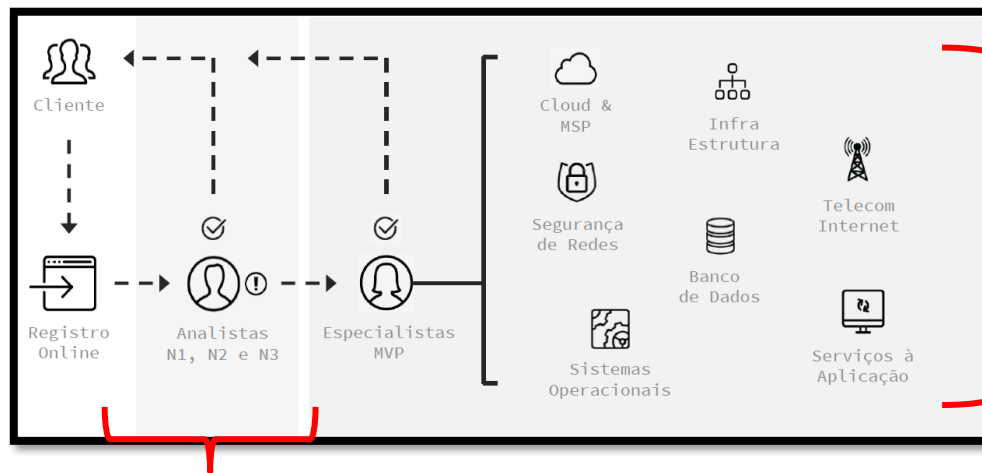 Cliente
Registro
Online
Analistas
N1, N2 e N3
Especialistas
MVP
Cloud &
MSP
Infra
Estrutura
Segurança
de Redes
Telecom
Internet
Banco
de Dados
Sistemas
Operacionais
Serviços à
Aplicação